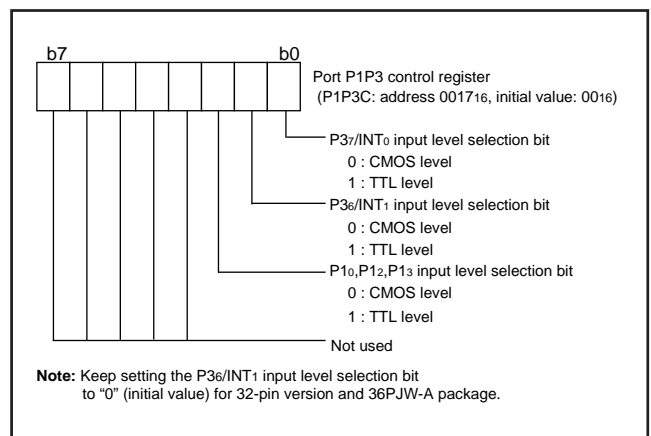 b7 b0
Port P1P3 control register
(P1P3C: address 001716, initial value: 0016)
P37/INT0 input level selection bit
0 : CMOS level
1 : TTL level
P36/INT1 input level selection bit
0 : CMOS level
1 : TTL level
P10,P12,P13 input level selection bit
0 : CMOS level
1 : TTL level
Not used
Note: Keep setting the P36/INT1 input level selection bit
to “0” (initial value) for 32-pin version and 36PJW-A package.